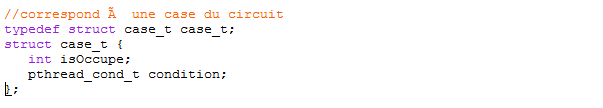 //correspond Ã  une case du circuit
typedef struct case_t case_t;
struct case_t {
   int isOccupe;
   pthread_cond_t condition;
};